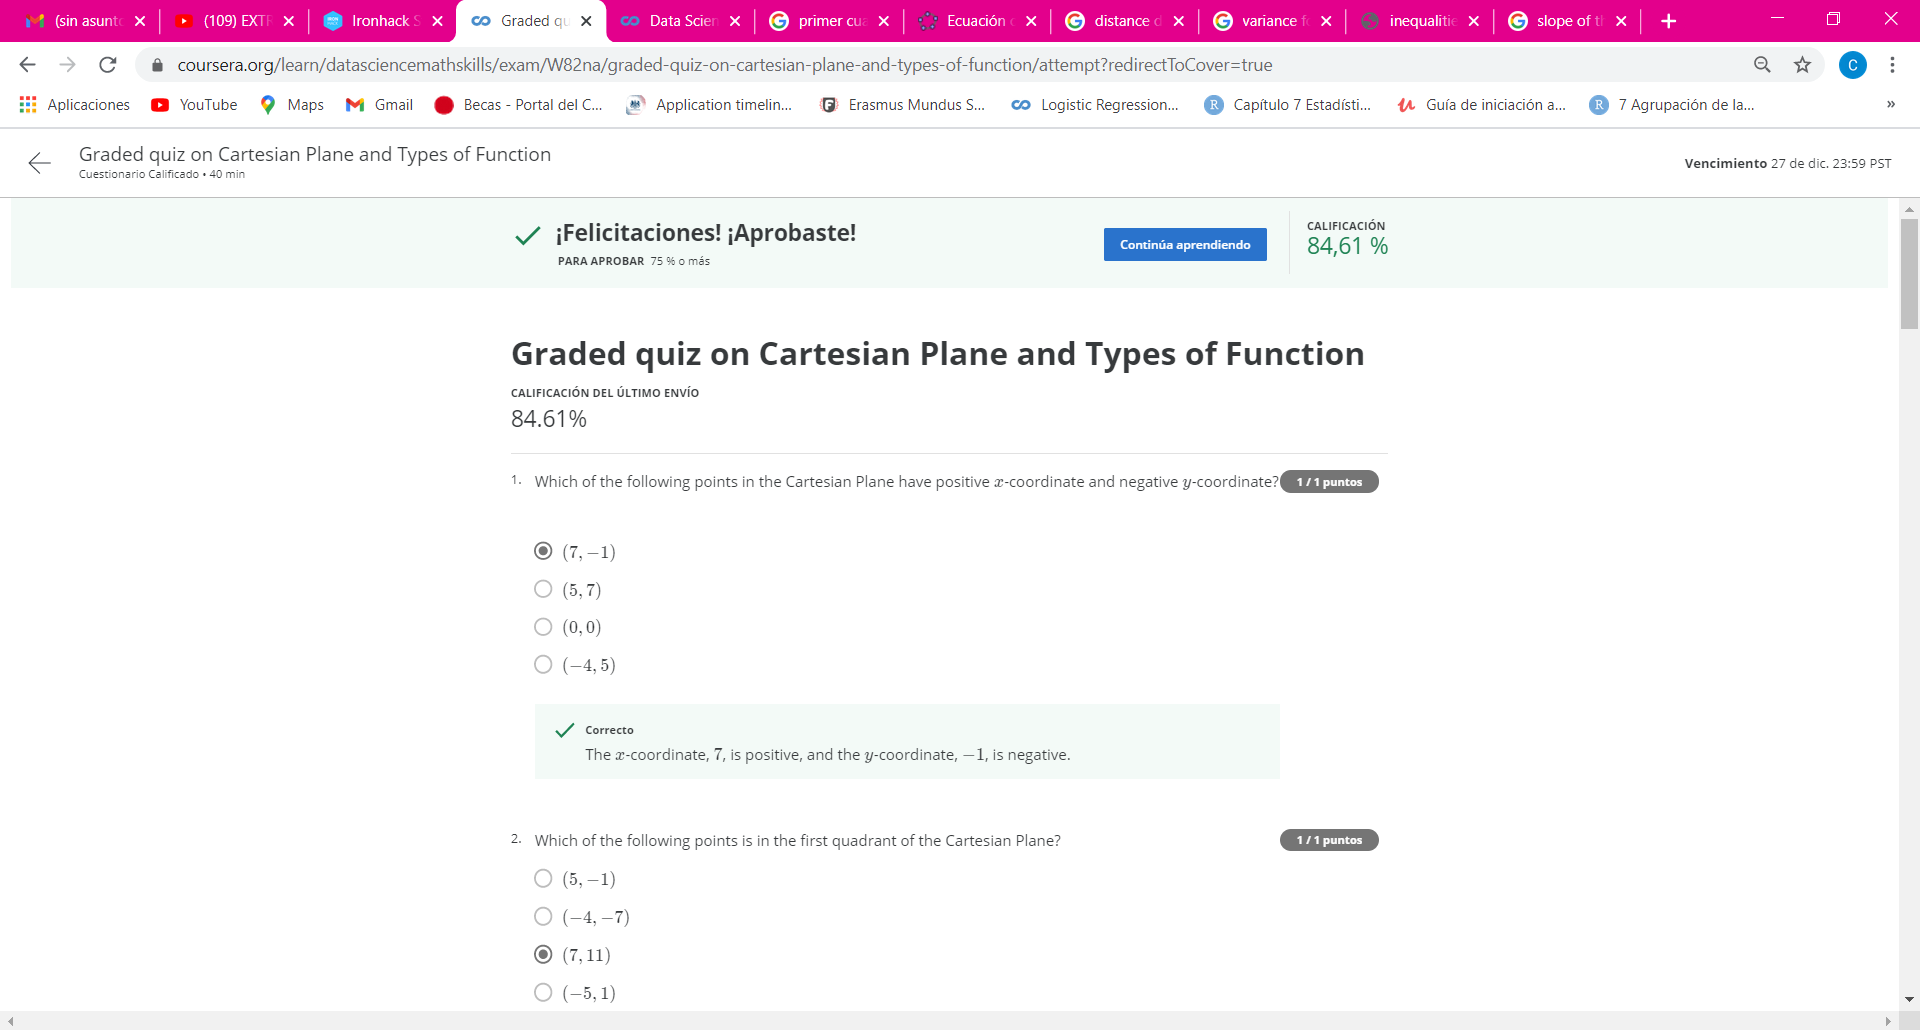 (sin asunto
(109) EXTR
Ironhack S
Graded qu
Data Scien
primer cua
Ecuación
distance d
variance fo
inequalitie
slope of th
coursera.org/learn/datasciencemathskills/exam/W82na/graded-quiz-on-cartesian-plane-and-types-of-function/attempt?redirectToCover=true
C
Aplicaciones
YouTube
Maps
Gmail
Becas - Portal del C...
Application timelin...
Erasmus Mundus S...
Logistic Regression...
R Capítulo 7 Estadísti...
Guía de iniciación a...
R 7 Agrupación de la...
»
Graded quiz on Cartesian Plane and Types of Function
Cuestionario Calificado • 40 min
Vencimiento 27 de dic. 23:59 PST
¡Felicitaciones! ¡Aprobaste!
PARA APROBAR 75 % o más
Continúa aprendiendo
CALIFICACIÓN
84,61 %
Graded quiz on Cartesian Plane and Types of Function
CALIFICACIÓN DEL ÚLTIMO ENVÍO
84.61%
1. Which of the following points in the Cartesian Plane have positive x-coordinate and negative y-coordinate?
1 / 1 puntos
(7, −1)
(5, 7)
(0, 0)
(−4, 5)
Correcto
The x-coordinate, 7, is positive, and the y-coordinate, −1, is negative.
2. Which of the following points is in the first quadrant of the Cartesian Plane?
1 / 1 puntos
(5, −1)
(−4, −7)
(7, 11)
(−5, 1)